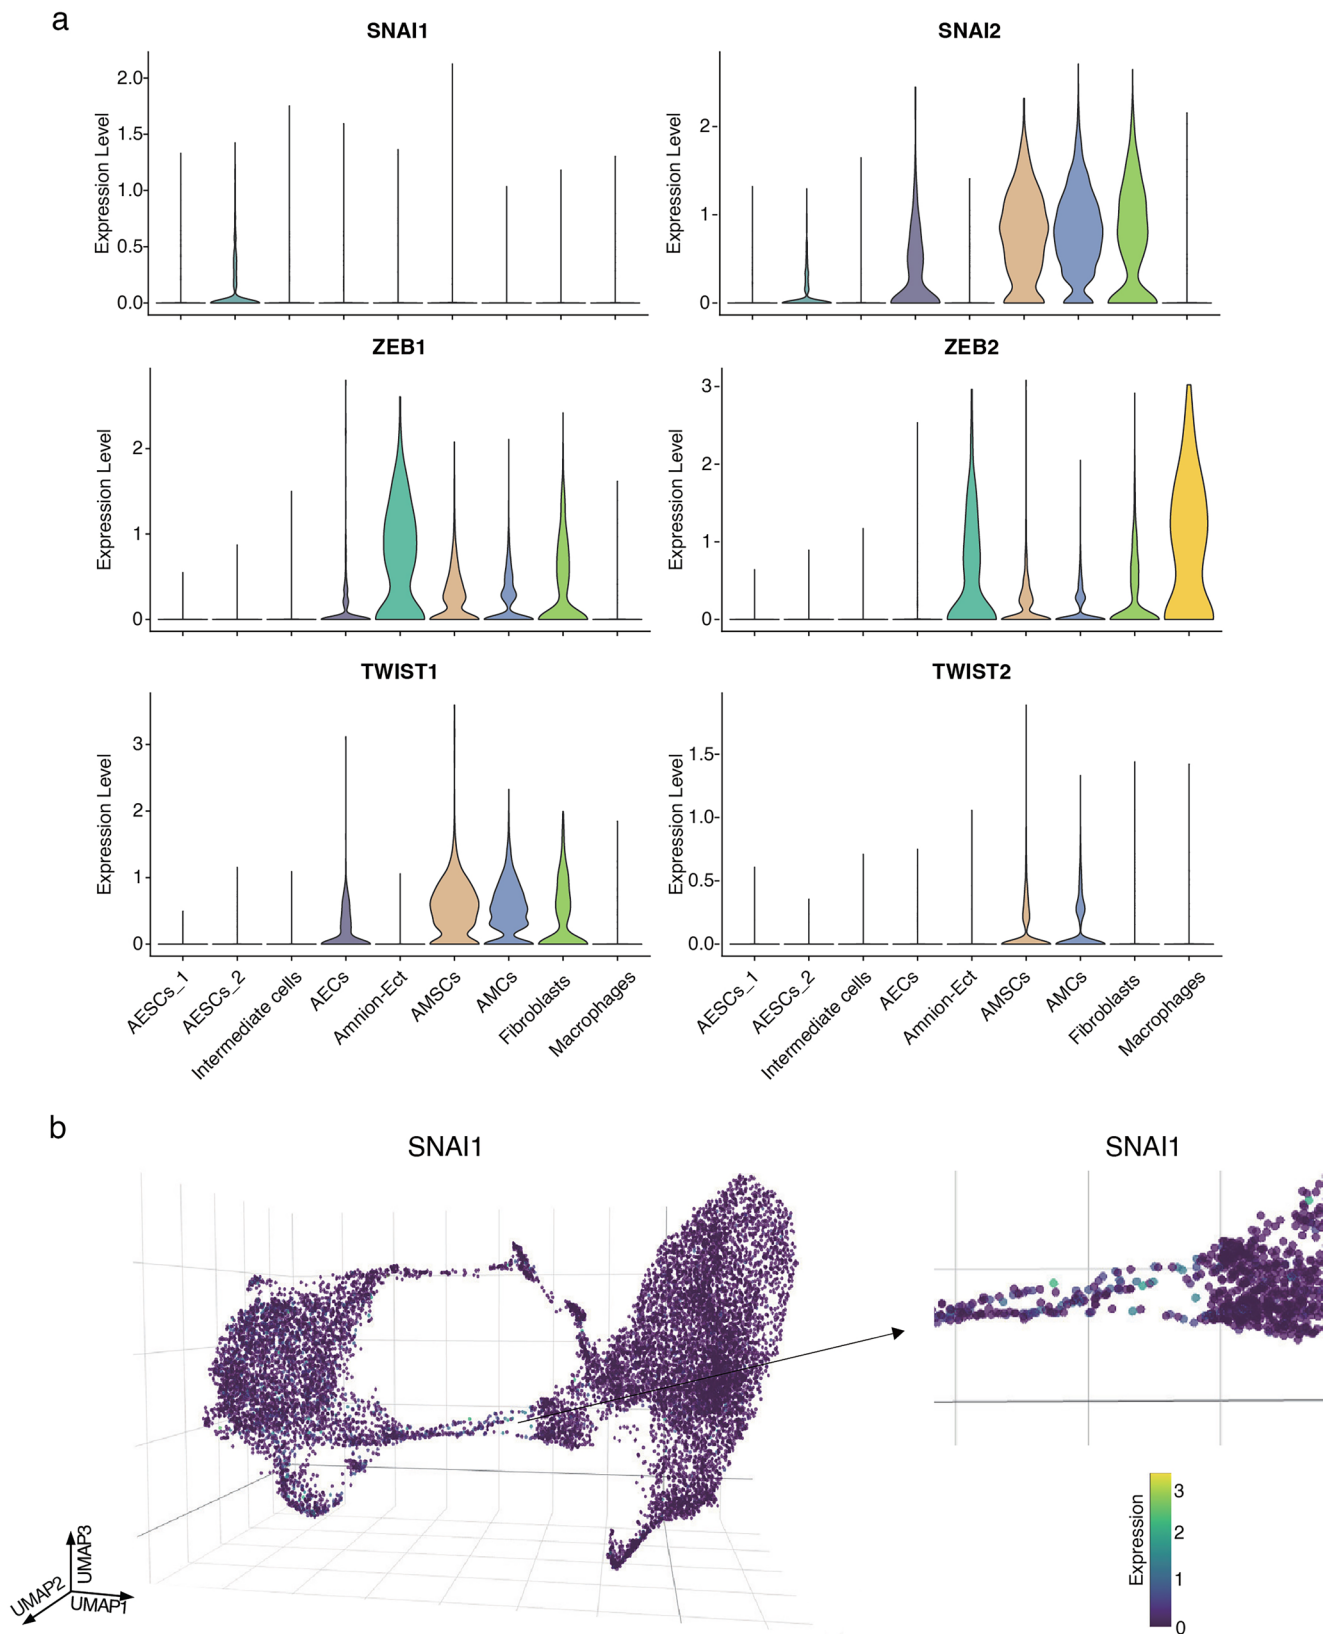 a
SNAI1
SNAI2
Expression Level
2.0
1.5
1.0
0.5
0.0
Expression Level
2
1
0
ZEB1
ZEB2
Expression Level
2
1
0
Expression Level
3
2
1
0
TWIST1
TWIST2
Expression Level
3
2
1
0
Expression Level
1.5
1.0
0.5
0.0
AESCs_1
AESCs_2
Intermediate cells
AECs
Amnion-Ect
AMSCs
AMCs
Fibroblasts
Macrophages
AESCs_1
AESCs_2
Intermediate cells
AECs
Amnion-Ect
AMSCs
AMCs
Fibroblasts
Macrophages
b
SNAI1
SNAI1
UMAP3
UMAP2
UMAP1
Expression
3
2
1
0